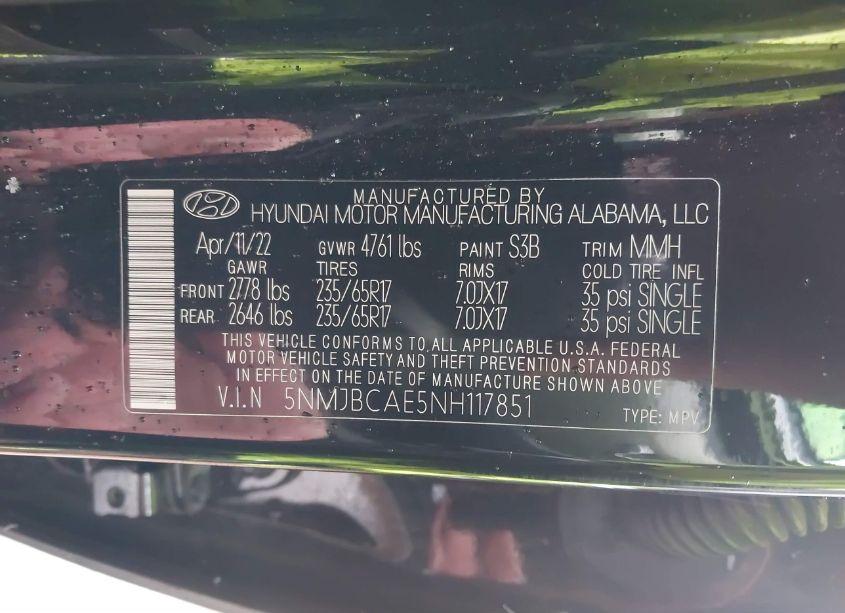 MANUFACTURED BY
HYUNDAI MOTOR MANUFACTURING ALABAMA, LLC
Apr/11/22 GVWR 4761 lbs PAINT S3B TRIM MMH
GAWR TIRES RIMS COLD TIRE INFL
FRONT 2778 lbs 235/65R17 7.0JX17 35 psi SINGLE
REAR 2646 lbs 235/65R17 7.0JX17 35 psi SINGLE
THIS VEHICLE CONFORMS TO ALL APPLICABLE U.S.A. FEDERAL
MOTOR VEHICLE SAFETY AND THEFT PREVENTION STANDARDS
IN EFFECT ON THE DATE OF MANUFACTURE SHOWN ABOVE
V.I.N 5NMJBCAE5NH117851 TYPE: MPV